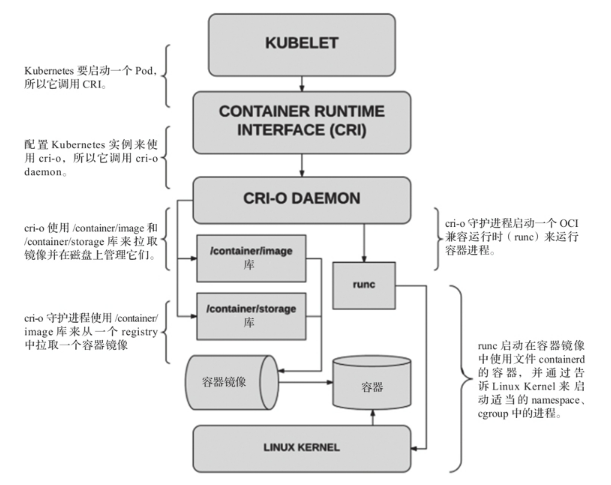 KUBELET
Kubernetes 要启动一个 Pod,
所以它调用 CRI。
CONTAINER RUNTIME
INTERFACE (CRI)
配置 Kubernetes 实例来使
用 cri-o, 所以它调用 cri-o
daemon。
CRI-O DAEMON
cri-o 使用 /container/image 和
/container/storage 库来拉取
镜像并在磁盘上管理它们。
cri-o 守护进程启动一个 OCI
兼容运行时（runc）来运行
容器进程。
/container/image
库
runc
/container/storage
库
cri-o 守护进程使用 /container/
image 库来从一个 registry
中拉取一个容器镜像
runc 启动在容器镜像
中使用文件 containerd
的容器，并通过告
诉 Linux Kernel 来 启
动适当的 namespace、
cgroup 中的进程。
容器镜像
容器
LINUX KERNEL